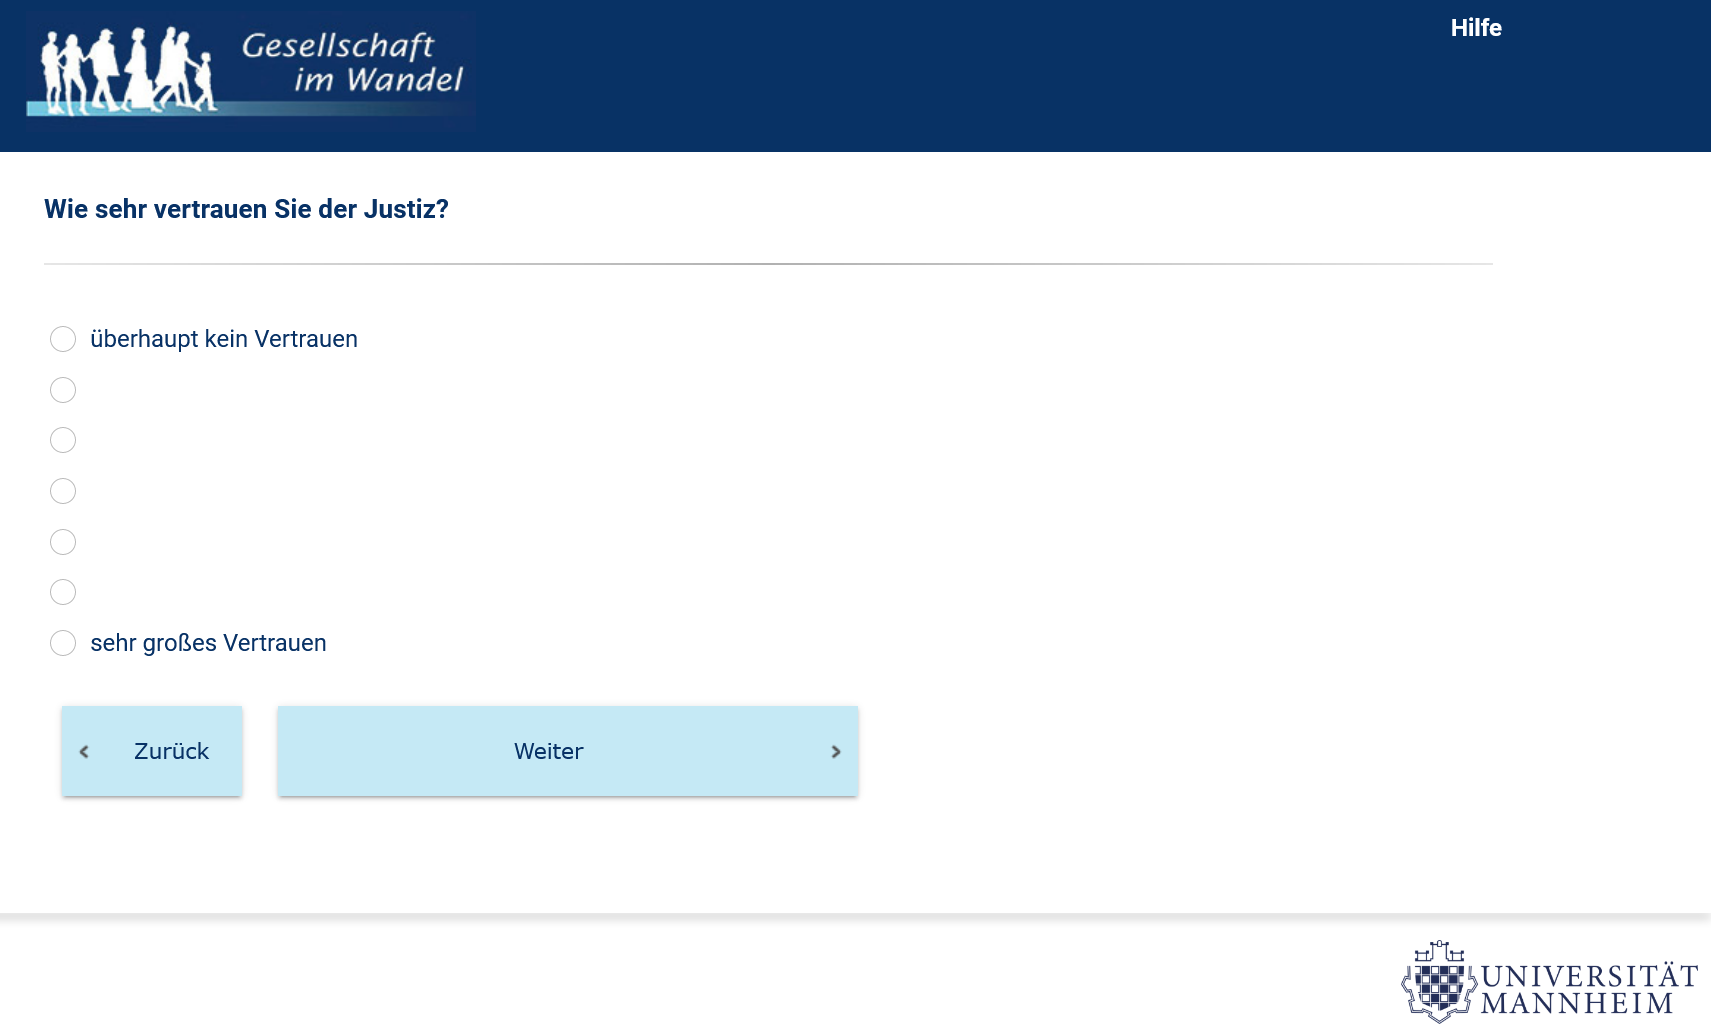 Gesellschaft
im Wandel
Hilfe
Wie sehr vertrauen Sie der Justiz?
überhaupt kein Vertrauen
sehr großes Vertrauen
Zurück
Weiter
UNIVERSITÄT
MANNHEIM